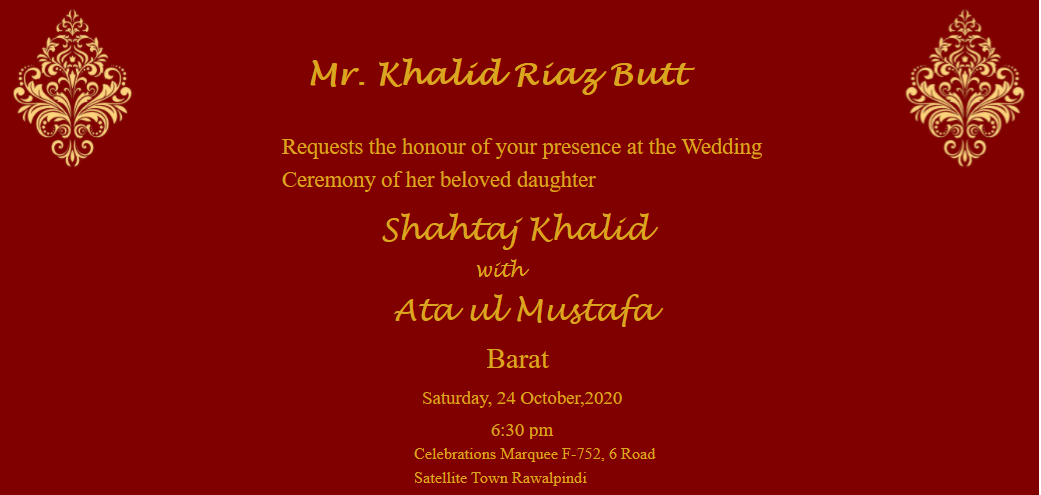 Mr. Khalid Riaz Butt
Requests the honour of your presence at the Wedding
Ceremony of her beloved daughter
Shahtaj Khalid
with
Ata ul Mustafa
Barat
Saturday, 24 October,2020
6:30 pm
Celebrations Marquee F-752, 6 Road
Satellite Town Rawalpindi